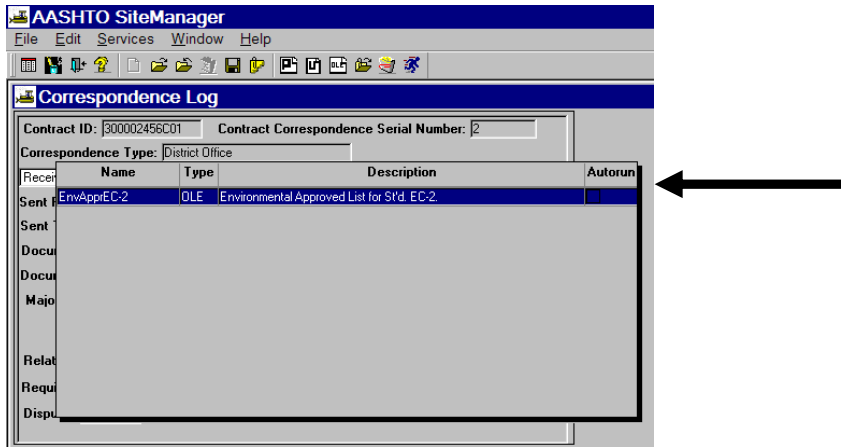 AASHTO SiteManager
File Edit Services Window Help
OLE
Correspondence Log
Contract ID: 300002456C01 Contract Correspondence Serial Number: 2
Correspondence Type: District Office
Recei
Name Type Description Autorun
Sent F
EnvApprEC-2 OLE Environmental Approved List for St'd. EC-2.
Sent T
Docu
Docu
Majo
Relat
Requi
Dispu